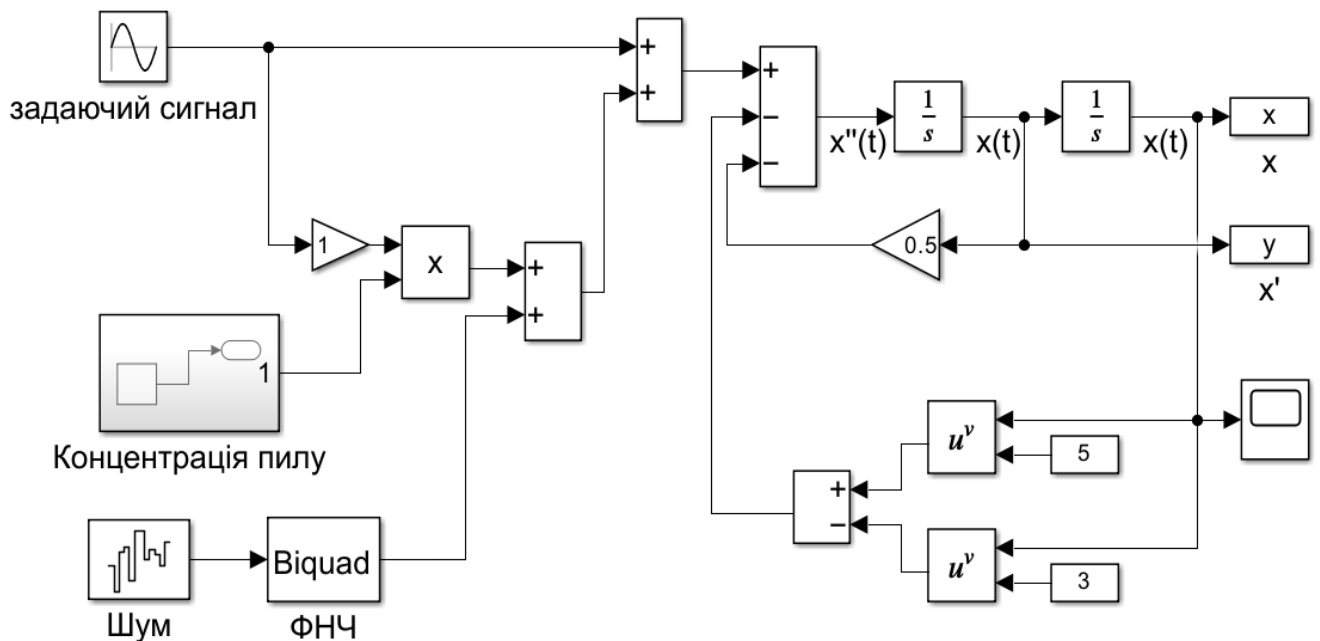 задаючий сигнал
+
+
+
−
−
x"(t)
1
s
x(t)
1
s
x(t)
x
x
1
x
0.5
y
x'
+
+
1
Концентрація пилу
u^v
5
+
−
u^v
3
Шум
Biquad
ФНЧ